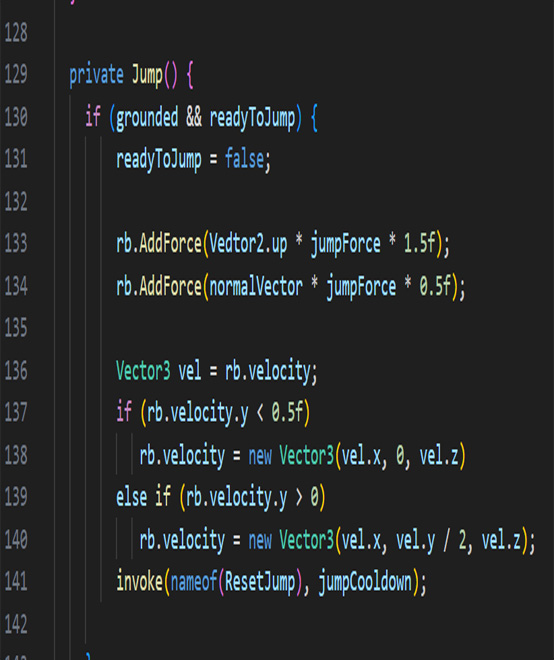 128
129 private Jump() {
130 if (grounded && readyToJump) {
131 readyToJump = false;
132
133 rb.AddForce(Vedtor2.up * jumpForce * 1.5f);
134 rb.AddForce(normalVector * jumpForce * 0.5f);
135
136 Vector3 vel = rb.velocity;
137 if (rb.velocity.y < 0.5f)
138 rb.velocity = new Vector3(vel.x, 0, vel.z)
139 else if (rb.velocity.y > 0)
140 rb.velocity = new Vector3(vel.x, vel.y / 2, vel.z);
141 invoke(nameof(ResetJump), jumpCooldown);
142